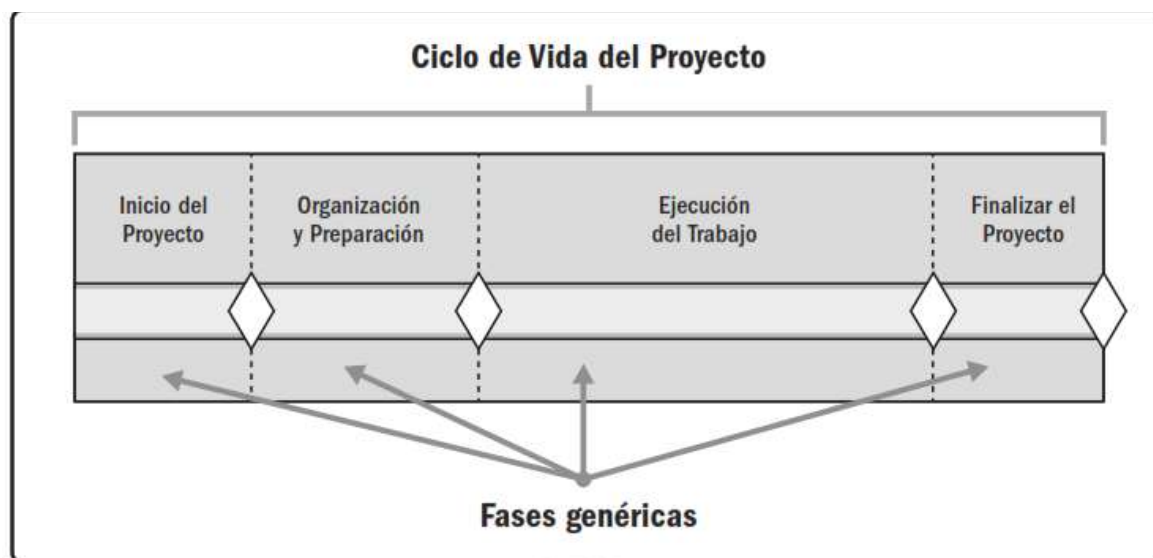 Ciclo de Vida del Proyecto
Inicio del
Proyecto
Organización
y Preparación
Ejecución
del Trabajo
Finalizar el
Proyecto
Fases genéricas